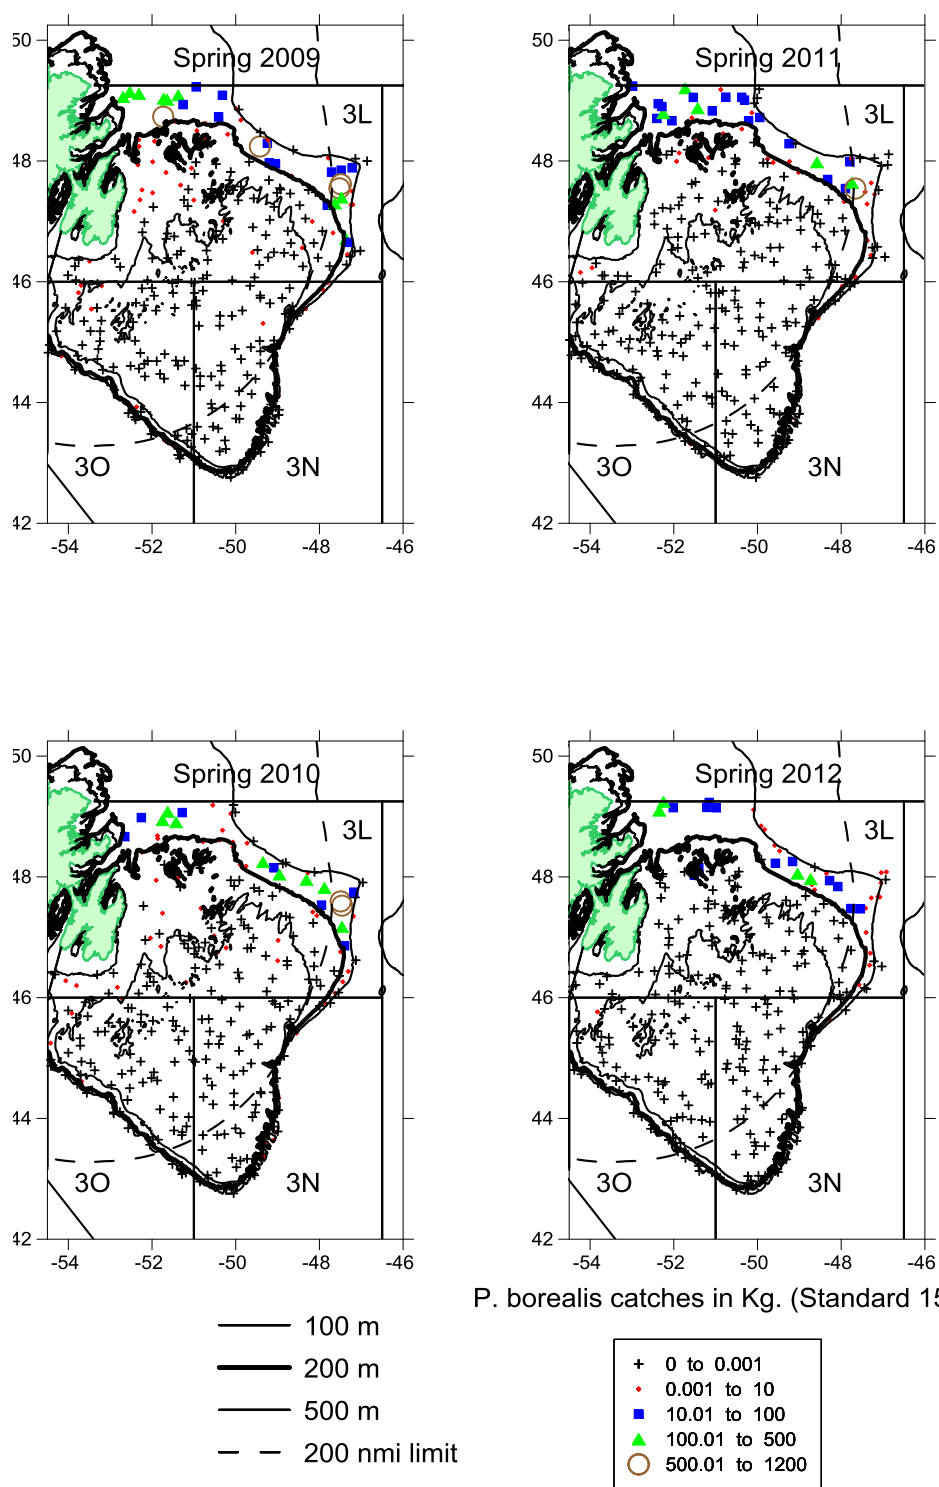 Spring 2009
50
48
46
44
42
3L
3O
3N
-54 -52 -50 -48 -46
Spring 2011
50
48
46
44
42
3L
3O
3N
-54 -52 -50 -48 -46
Spring 2010
50
48
46
44
42
3L
3O
3N
-54 -52 -50 -48 -46
Spring 2012
50
48
46
44
42
3L
3O
3N
-54 -52 -50 -48 -46
P. borealis catches in Kg. (Standard 15
100 m
200 m
500 m
200 nmi limit
0 to 0.001
0.001 to 10
10.01 to 100
100.01 to 500
500.01 to 1200